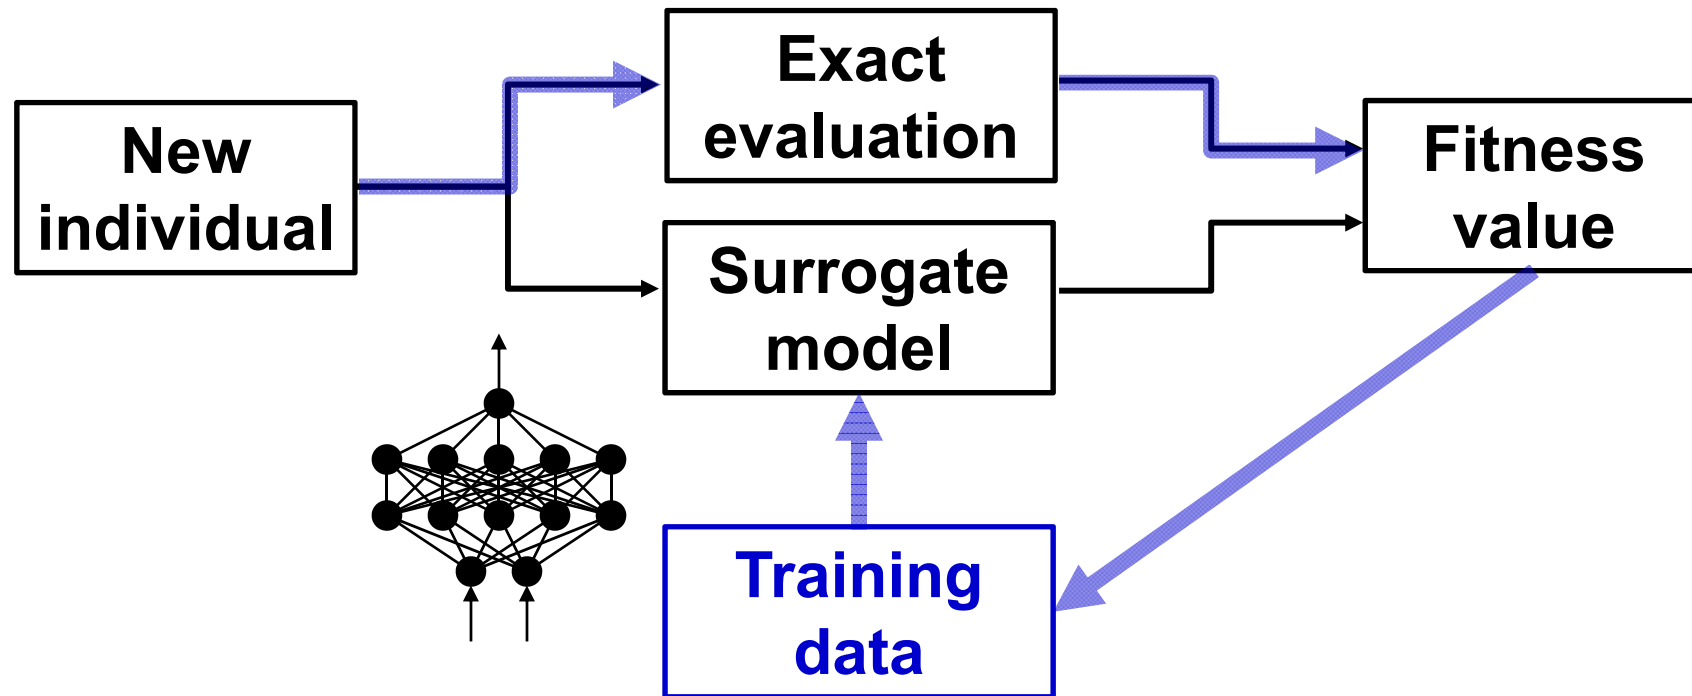 New
individual
Exact
evaluation
Surrogate
model
Fitness
value
Training
data